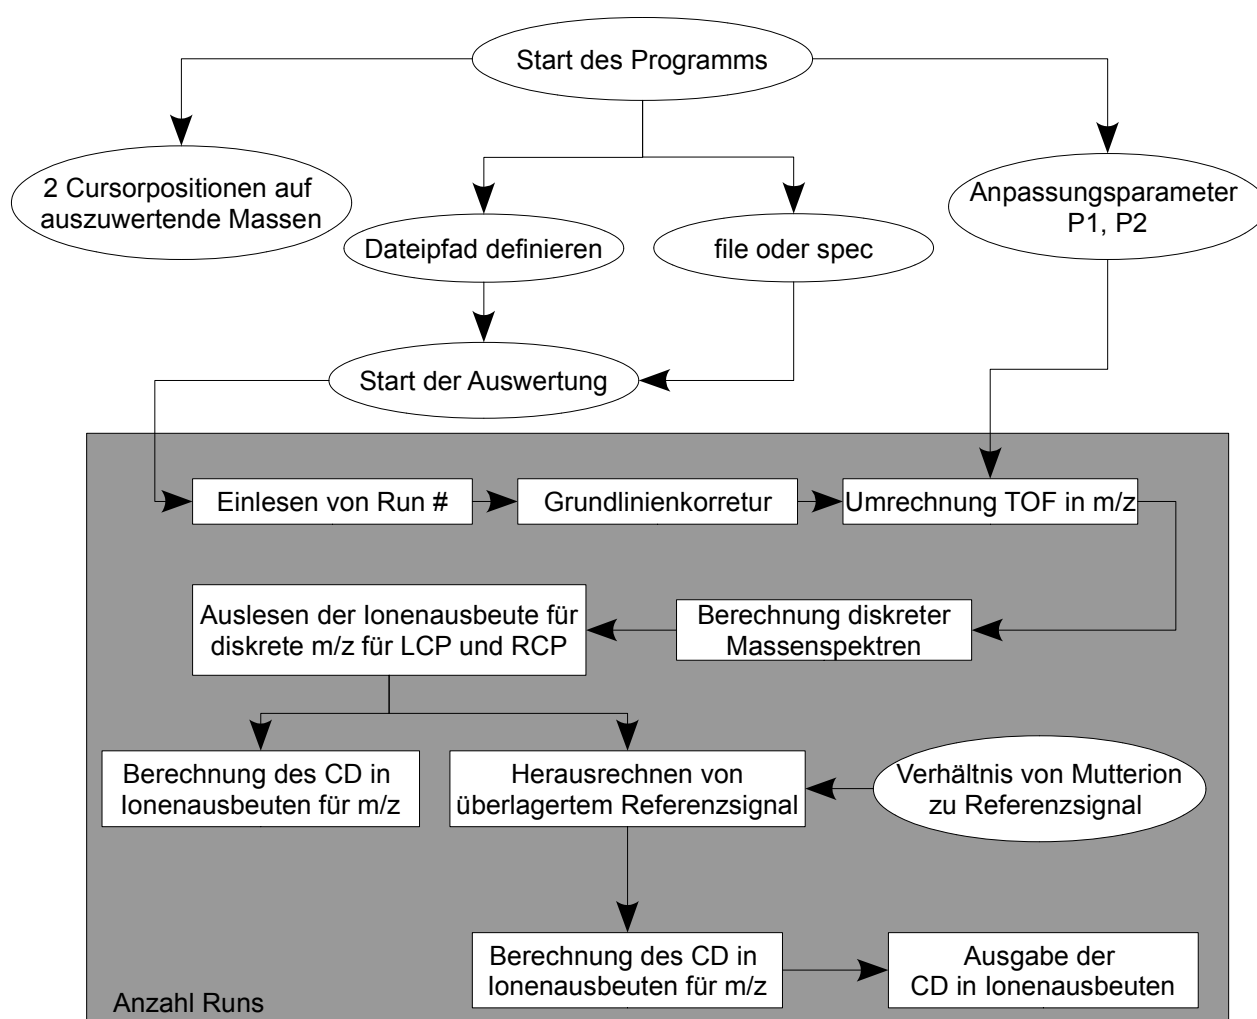 Start des Programms
2 Cursorpositionen auf
auszuwertende Massen
Dateipfad definieren
file oder spec
Anpassungsparameter
P1, P2
Start der Auswertung
Einlesen von Run #
Grundlinienkorretur
Umrechnung TOF in m/z
Auslesen der Ionenausbeute für
diskrete m/z für LCP und RCP
Berechnung diskreter
Massenspektren
Berechnung des CD in
Ionenausbeuten für m/z
Herausrechnen von
überlagertem Referenzsignal
Verhältnis von Mutterion
zu Referenzsignal
Berechnung des CD in
Ionenausbeuten für m/z
Ausgabe der
CD in Ionenausbeuten
Anzahl Runs